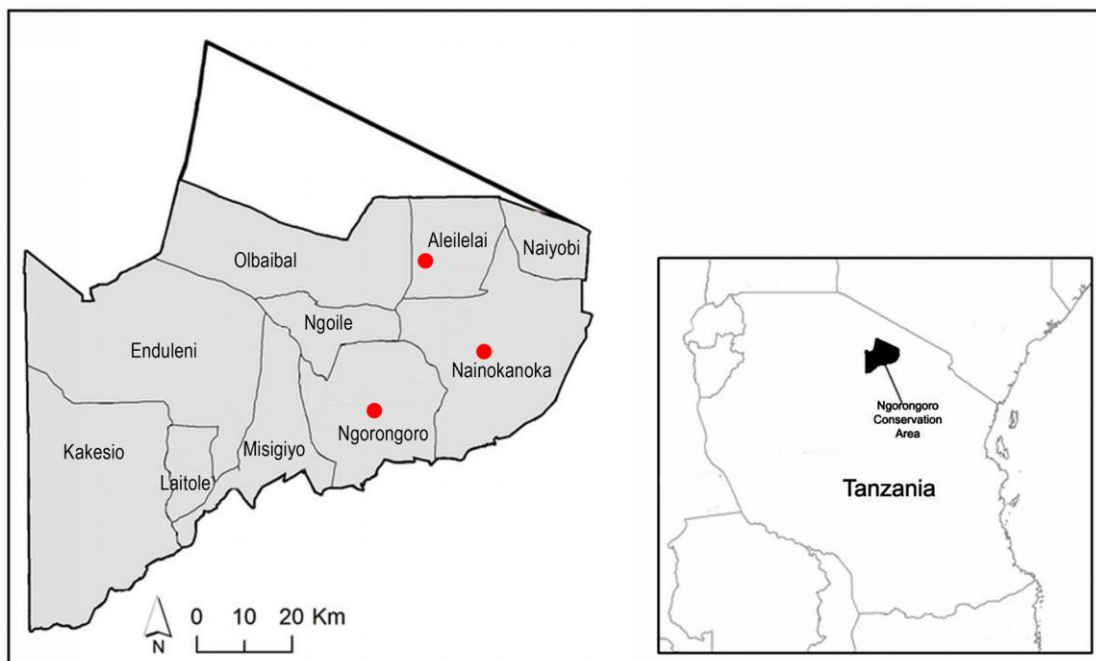 Aleilelai
Naiyobi
Olbaibal
Ngoile
Enduleni
Nainokanoka
Ngorongoro
Kakesio
Misigiyo
Laitole
N
0 10 20 Km
Ngorongoro
Conservation
Area
Tanzania